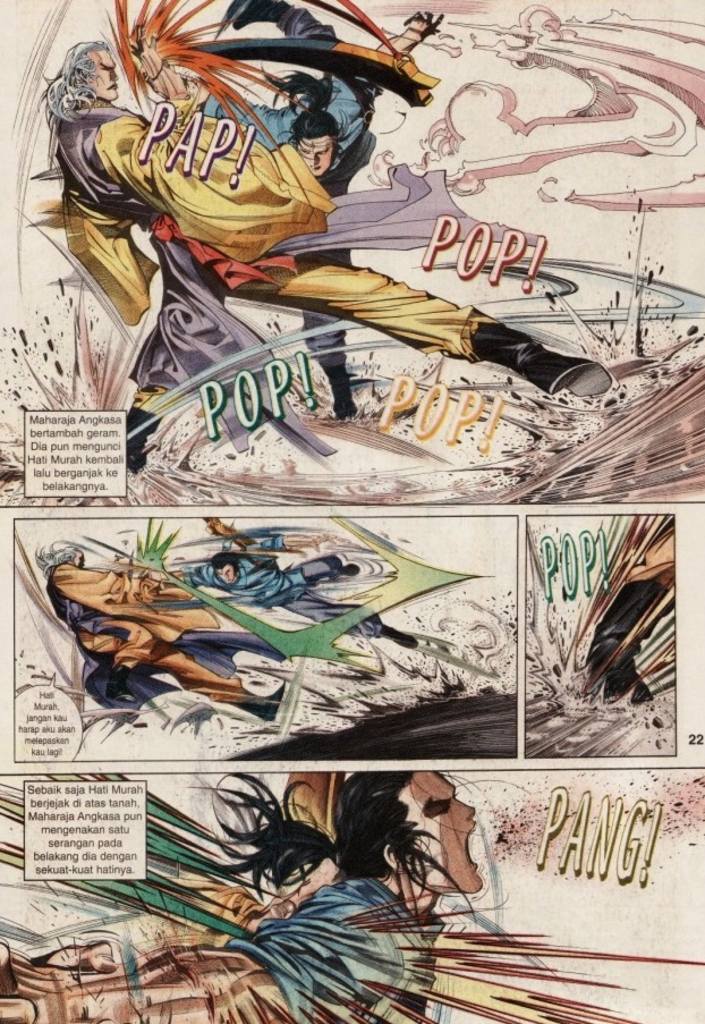 PAP!
POP!
POP!
POP!
Maharaja Angkasa
bertambah geram.
Dia pun mengunci
Hati Murah kembali
lalu berganjak ke
belakangnya.
Hati
Murah,
jangan kau
harap aku akan
melepaskan
kau lagi!
POP!
22
Sebaik saja Hati Murah
berjejak di atas tanah,
Maharaja Angkasa pun
mengenakan satu
serangan pada
belakang dia dengan
sekuat-kuat hatinya.
PANG!